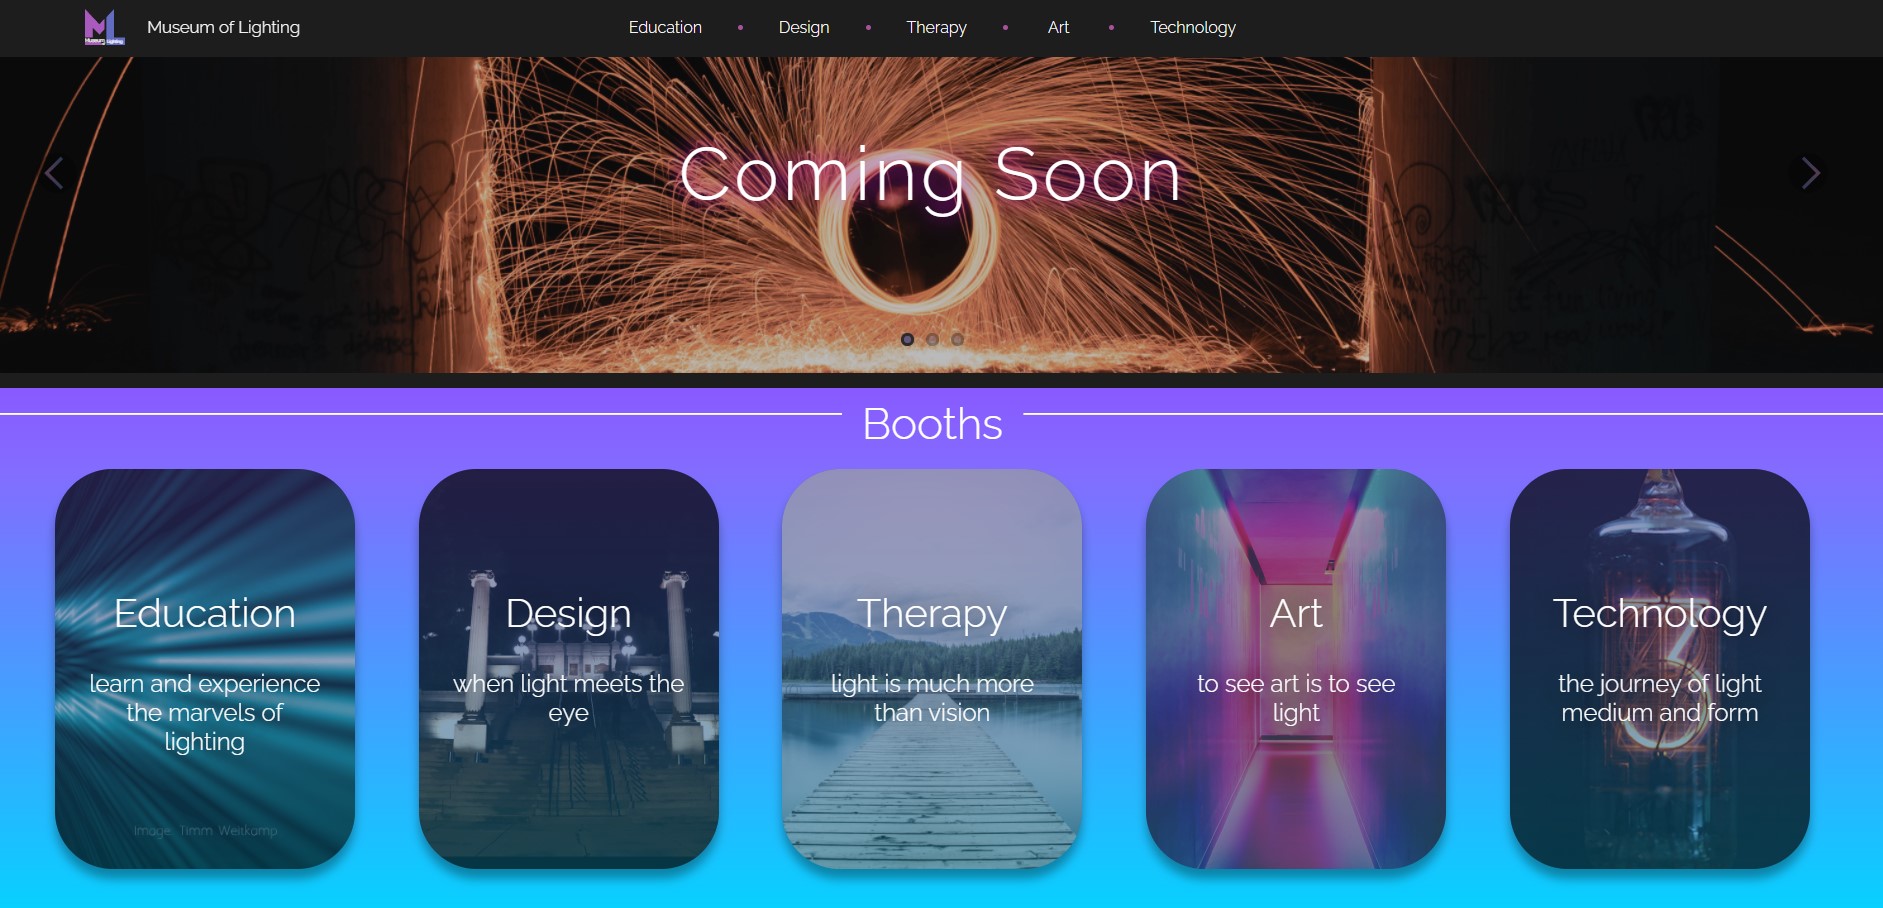 Museum of Lighting
Education
Design
Therapy
Art
Technology
Coming Soon
Booths
Education
learn and experience
the marvels of
lighting
Image: Timm Weitkamp
Design
when light meets the
eye
Therapy
light is much more
than vision
Art
to see art is to see
light
Technology
the journey of light
medium and form